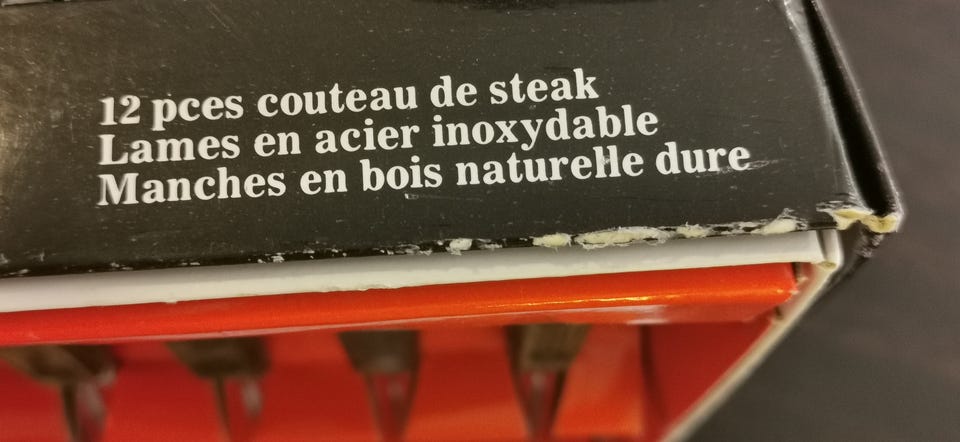 12 pces couteau de steak
Lames en acier inoxydable
Manches en bois naturelle dure